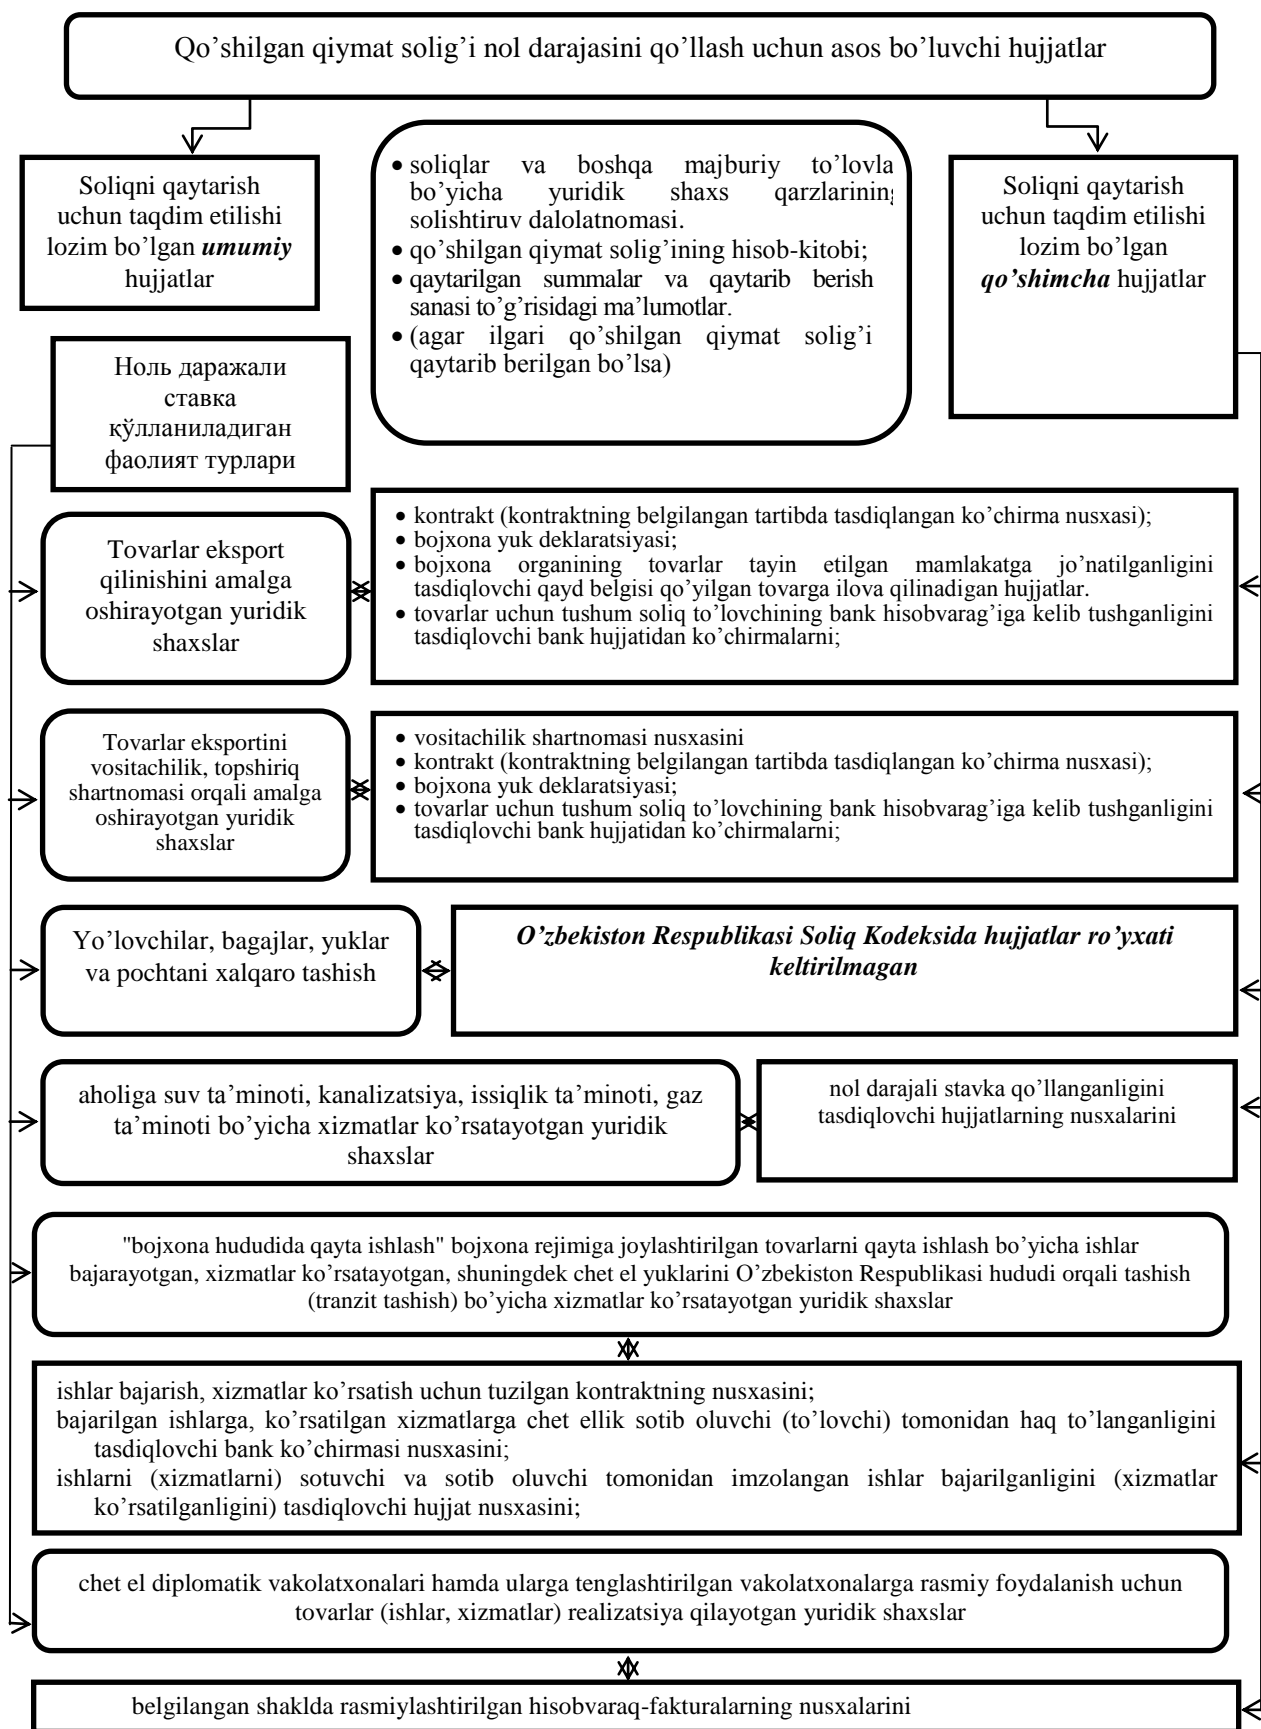 Qo’shilgan qiymat solig’i nol darajasini qo’llash uchun asos bo’luvchi hujjatlar
Soliqni qaytarish
uchun taqdim etilishi
lozim bo’lgan umumiy
hujjatlar
• soliqlar va boshqa majburiy to’lovla
bo’yicha yuridik shaxs qarzlarining
solishtiruv dalolatnomasi.
• qo’shilgan qiymat solig’ining hisob-kitobi;
• qaytarilgan summalar va qaytarib berish
sanasi to’g’risidagi ma’lumotlar.
• (agar ilgari qo’shilgan qiymat solig’i
qaytarib berilgan bo’lsa)
Soliqni qaytarish
uchun taqdim etilishi
lozim bo’lgan
qo’shimcha hujjatlar
Ноль даражали
ставка
қўлланиладиган
фаолият турлари
Tovarlar eksport
qilinishini amalga
oshirayotgan yuridik
shaxslar
• kontrakt (kontraktning belgilangan tartibda tasdiqlangan ko’chirma nusxasi);
• bojxona yuk deklaratsiyasi;
• bojxona organining tovarlar tayin etilgan mamlakatga jo’natilganligini
tasdiqlovchi qayd belgisi qo’yilgan tovarga ilova qilinadigan hujjatlar.
• tovarlar uchun tushum soliq to’lovchining bank hisobvarag’iga kelib tushganligini
tasdiqlovchi bank hujjatidan ko’chirmalarni;
Tovarlar eksportini
vositachilik, topshiriq
shartnomasi orqali amalga
oshirayotgan yuridik
shaxslar
• vositachilik shartnomasi nusxasini
• kontrakt (kontraktning belgilangan tartibda tasdiqlangan ko’chirma nusxasi);
• bojxona yuk deklaratsiyasi;
• tovarlar uchun tushum soliq to’lovchining bank hisobvarag’iga kelib tushganligini
tasdiqlovchi bank hujjatidan ko’chirmalarni;
Yo’lovchilar, bagajlar, yuklar
va pochtani xalqaro tashish
O’zbekiston Respublikasi Soliq Kodeksida hujjatlar ro’yxati
keltirilmagan
aholiga suv ta’minoti, kanalizatsiya, issiqlik ta’minoti, gaz
ta’minoti bo’yicha xizmatlar ko’rsatayotgan yuridik
shaxslar
nol darajali stavka qo’llanganligini
tasdiqlovchi hujjatlarning nusxalarini
"bojxona hududida qayta ishlash" bojxona rejimiga joylashtirilgan tovarlarni qayta ishlash bo’yicha ishlar
bajarayotgan, xizmatlar ko’rsatayotgan, shuningdek chet el yuklarini O’zbekiston Respublikasi hududi orqali tashish
(tranzit tashish) bo’yicha xizmatlar ko’rsatayotgan yuridik shaxslar
ishlar bajarish, xizmatlar ko’rsatish uchun tuzilgan kontraktning nusxasini;
bajarilgan ishlarga, ko’rsatilgan xizmatlarga chet ellik sotib oluvchi (to’lovchi) tomonidan haq to’langanligini
tasdiqlovchi bank ko’chirmasi nusxasini;
ishlarni (xizmatlarni) sotuvchi va sotib oluvchi tomonidan imzolangan ishlar bajarilganligini (xizmatlar
ko’rsatilganligini) tasdiqlovchi hujjat nusxasini;
chet el diplomatik vakolatxonalari hamda ularga tenglashtirilgan vakolatxonalarga rasmiy foydalanish uchun
tovarlar (ishlar, xizmatlar) realizatsiya qilayotgan yuridik shaxslar
belgilangan shaklda rasmiylashtirilgan hisobvaraq-fakturalarning nusxalarini